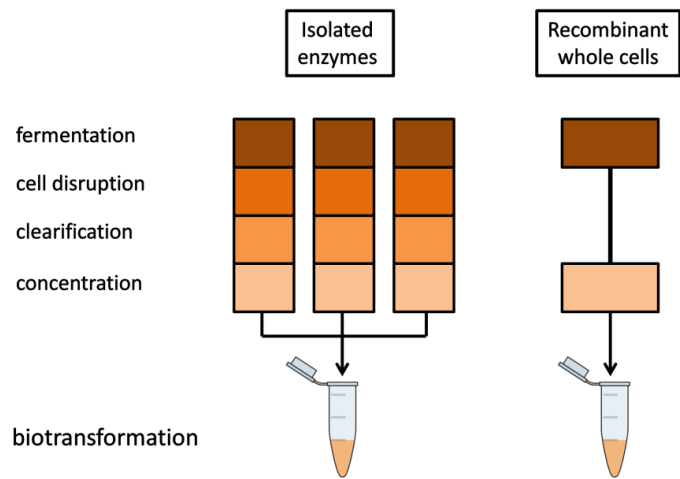 Isolated
enzymes
Recombinant
whole cells
fermentation
cell disruption
clearification
concentration
biotransformation